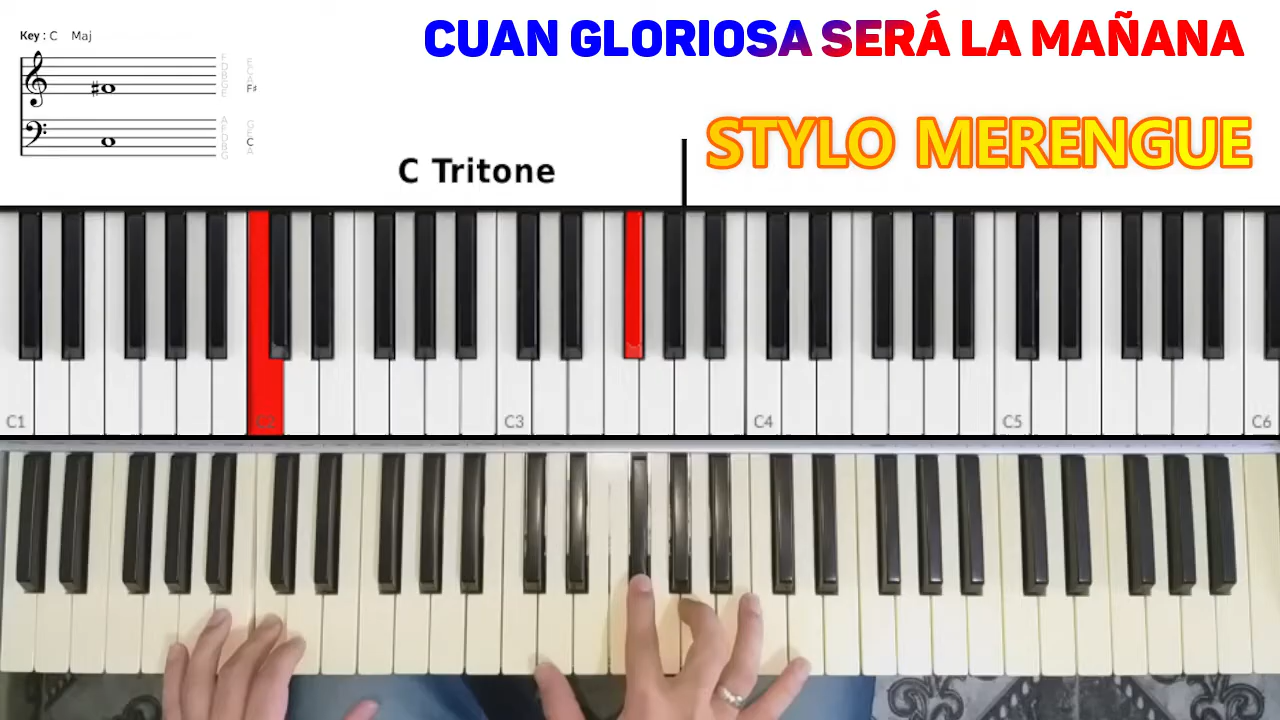 CUAN GLORIOSA SERÁ LA MAÑANA
Key : C Maj
F#
C
STYLO MERENGUE
C Tritone
C1
C2
C3
C4
C5
C6